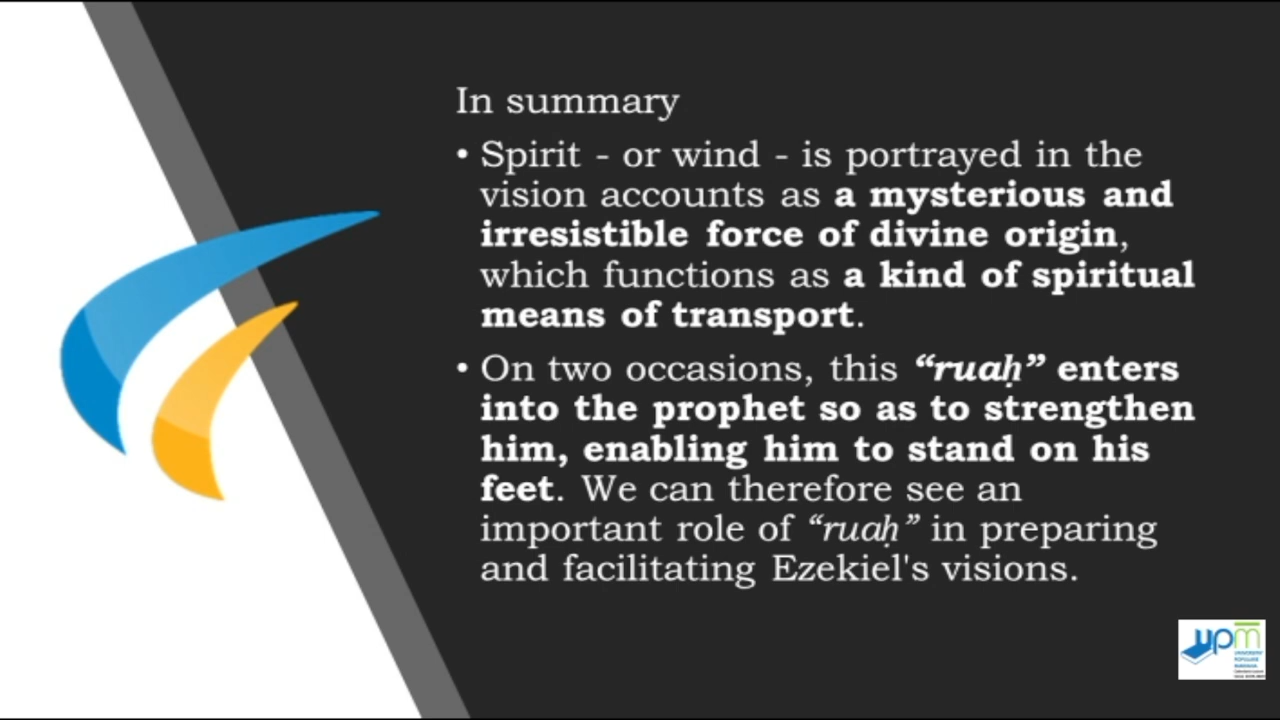 In summary
• Spirit - or wind - is portrayed in the
vision accounts as a mysterious and
irresistible force of divine origin,
which functions as a kind of spiritual
means of transport.
• On two occasions, this “ruaḥ” enters
into the prophet so as to strengthen
him, enabling him to stand on his
feet. We can therefore see an
important role of “ruaḥ” in preparing
and facilitating Ezekiel's visions.
upm